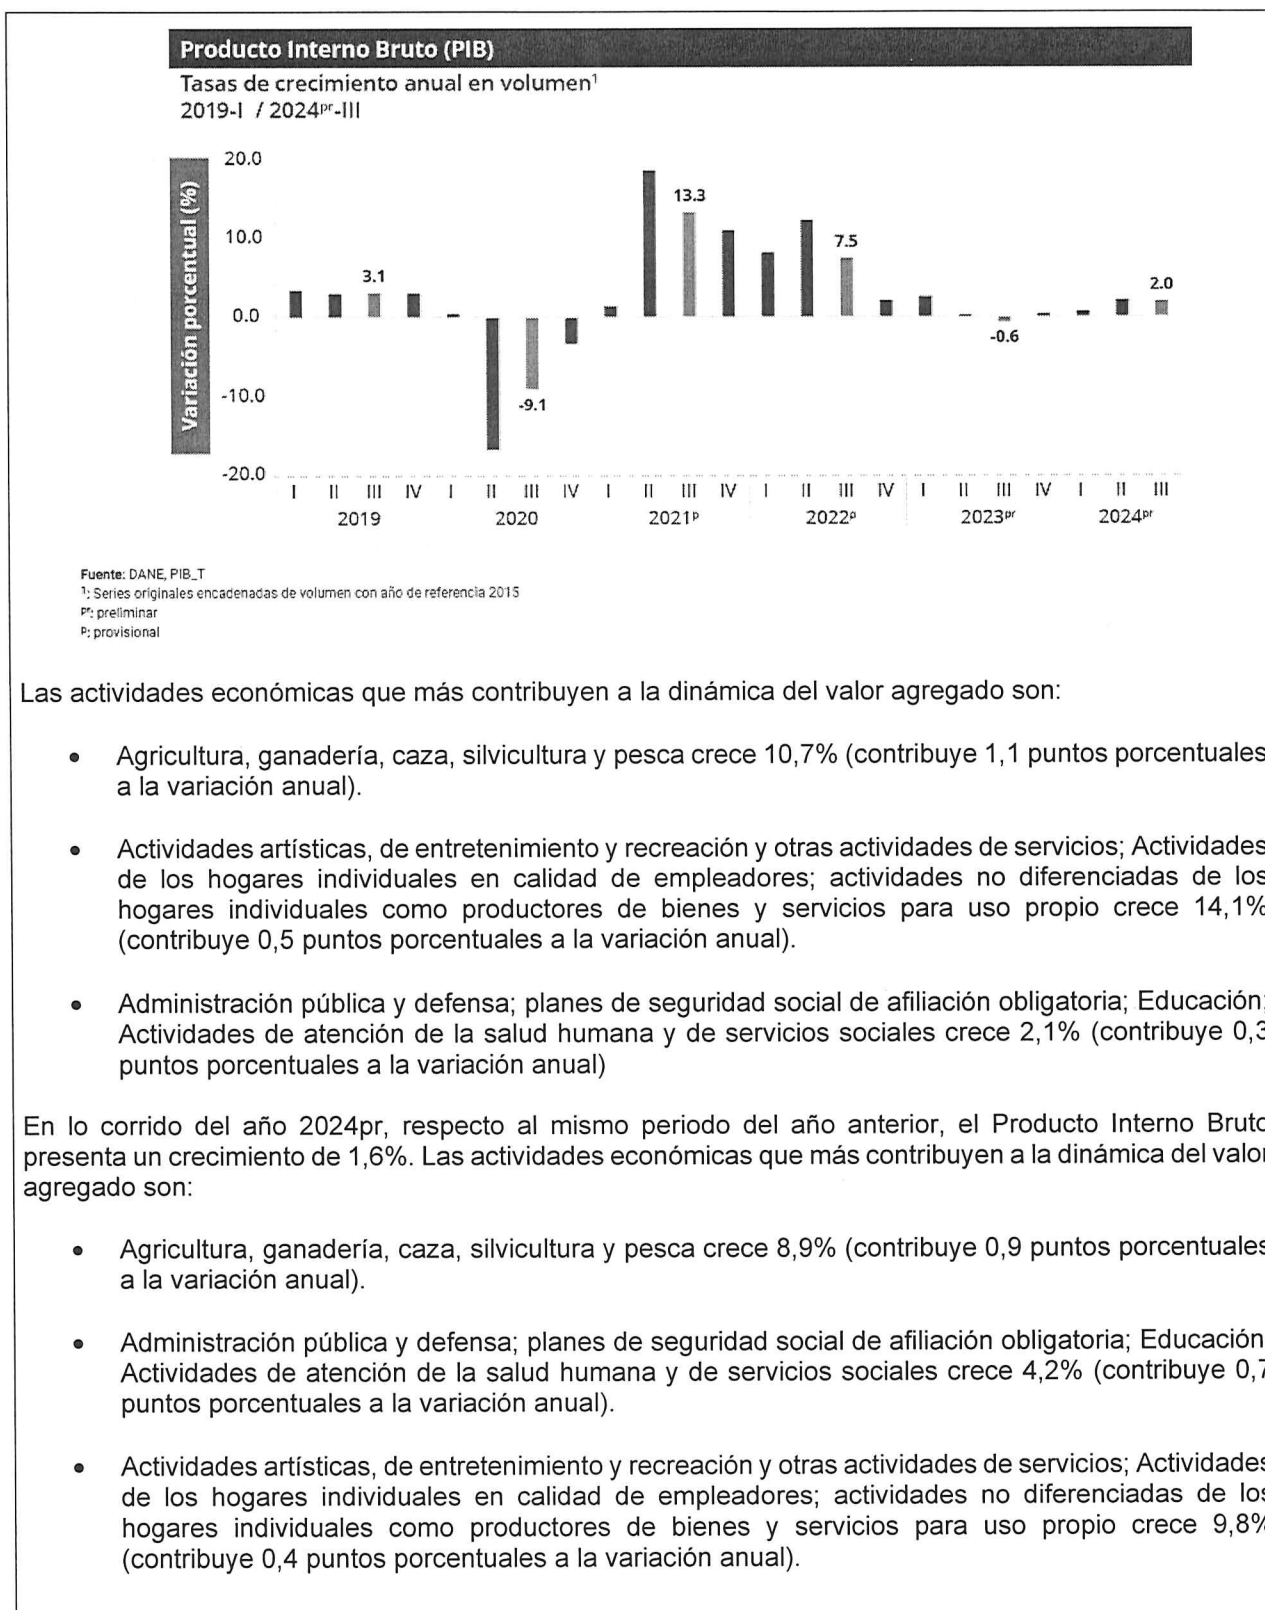 Producto Interno Bruto (PIB)
Tasas de crecimiento anual en volumen¹
2019-I / 2024ᵖʳ-III
Variación porcentual (%)
20.0
10.0
0.0
-10.0
-20.0
3.1
-9.1
13.3
7.5
-0.6
2.0
I II III IV I II III IV I II III IV I II III IV I II III IV I II III
2019 2020 2021ᵖ 2022ᵖ 2023ᵖʳ 2024ᵖʳ
Fuente: DANE, PIB_T
¹: Series originales encadenadas de volumen con año de referencia 2015
ᵖʳ: preliminar
ᵖ: provisional
Las actividades económicas que más contribuyen a la dinámica del valor agregado son:
• Agricultura, ganadería, caza, silvicultura y pesca crece 10,7% (contribuye 1,1 puntos porcentuales
a la variación anual).
• Actividades artísticas, de entretenimiento y recreación y otras actividades de servicios; Actividades
de los hogares individuales en calidad de empleadores; actividades no diferenciadas de los
hogares individuales como productores de bienes y servicios para uso propio crece 14,1%
(contribuye 0,5 puntos porcentuales a la variación anual).
• Administración pública y defensa; planes de seguridad social de afiliación obligatoria; Educación;
Actividades de atención de la salud humana y de servicios sociales crece 2,1% (contribuye 0,3
puntos porcentuales a la variación anual)
En lo corrido del año 2024pr, respecto al mismo periodo del año anterior, el Producto Interno Bruto
presenta un crecimiento de 1,6%. Las actividades económicas que más contribuyen a la dinámica del valor
agregado son:
• Agricultura, ganadería, caza, silvicultura y pesca crece 8,9% (contribuye 0,9 puntos porcentuales
a la variación anual).
• Administración pública y defensa; planes de seguridad social de afiliación obligatoria; Educación
Actividades de atención de la salud humana y de servicios sociales crece 4,2% (contribuye 0,7
puntos porcentuales a la variación anual).
• Actividades artísticas, de entretenimiento y recreación y otras actividades de servicios; Actividades
de los hogares individuales en calidad de empleadores; actividades no diferenciadas de los
hogares individuales como productores de bienes y servicios para uso propio crece 9,8%
(contribuye 0,4 puntos porcentuales a la variación anual).